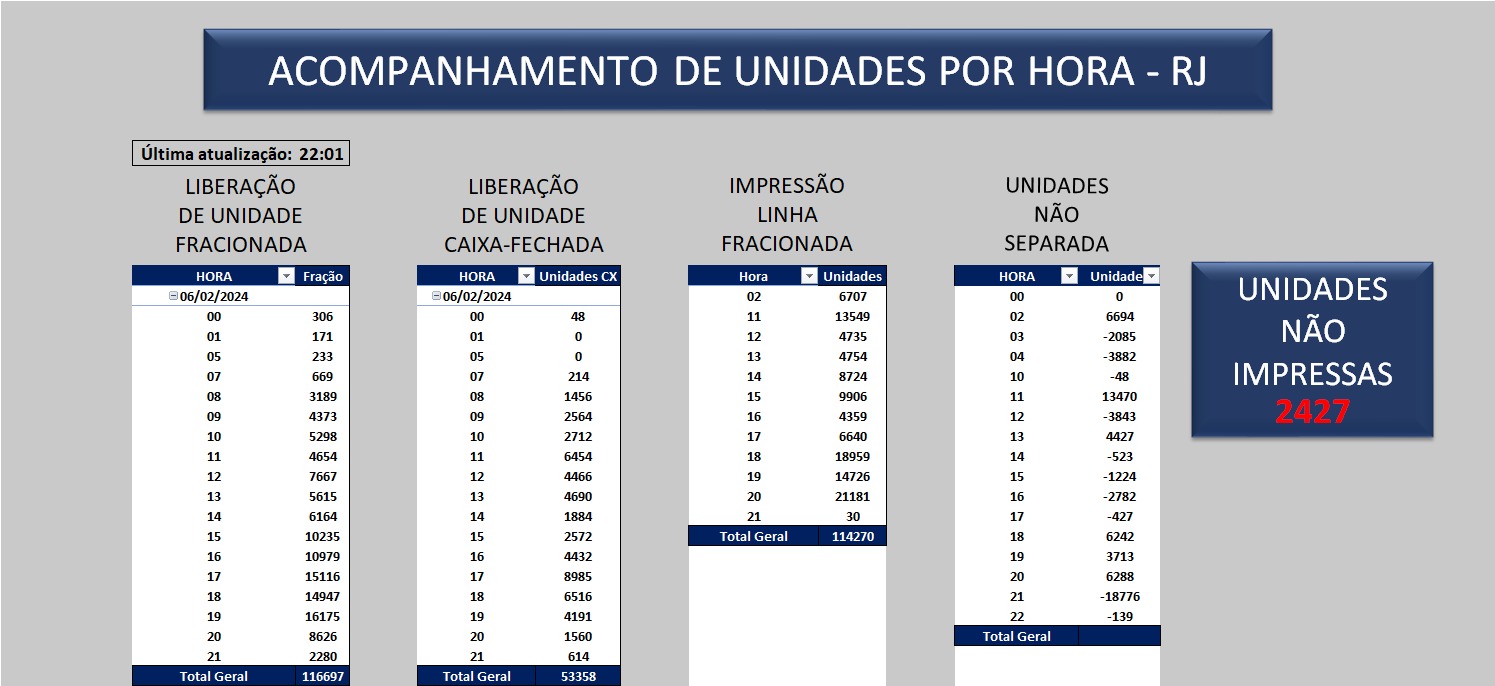 ACOMPANHAMENTO DE UNIDADES POR HORA - RJ
Última atualização: 22:01
LIBERAÇÃO
DE UNIDADE
FRACIONADA
HORA Fração
06/02/2024
00 306
01 171
05 233
07 669
08 3189
09 4373
10 5298
11 4654
12 7667
13 5615
14 6164
15 10235
16 10979
17 15116
18 14947
19 16175
20 8626
21 2280
Total Geral 116697
LIBERAÇÃO
DE UNIDADE
CAIXA-FECHADA
HORA Unidades CX
06/02/2024
00 48
01 0
05 0
07 214
08 1456
09 2564
10 2712
11 6454
12 4466
13 4690
14 1884
15 2572
16 4432
17 8985
18 6516
19 4191
20 1560
21 614
Total Geral 53358
IMPRESSÃO
LINHA
FRACIONADA
Hora Unidades
02 6707
11 13549
12 4735
13 4754
14 8724
15 9906
16 4359
17 6640
18 18959
19 14726
20 21181
21 30
Total Geral 114270
UNIDADES
NÃO
SEPARADA
HORA Unidade
00 0
02 6694
03 -2085
04 -3882
10 -48
11 13470
12 -3843
13 4427
14 -523
15 -1224
16 -2782
17 -427
18 6242
19 3713
20 6288
21 -18776
22 -139
Total Geral
UNIDADES
NÃO
IMPRESSAS
2427